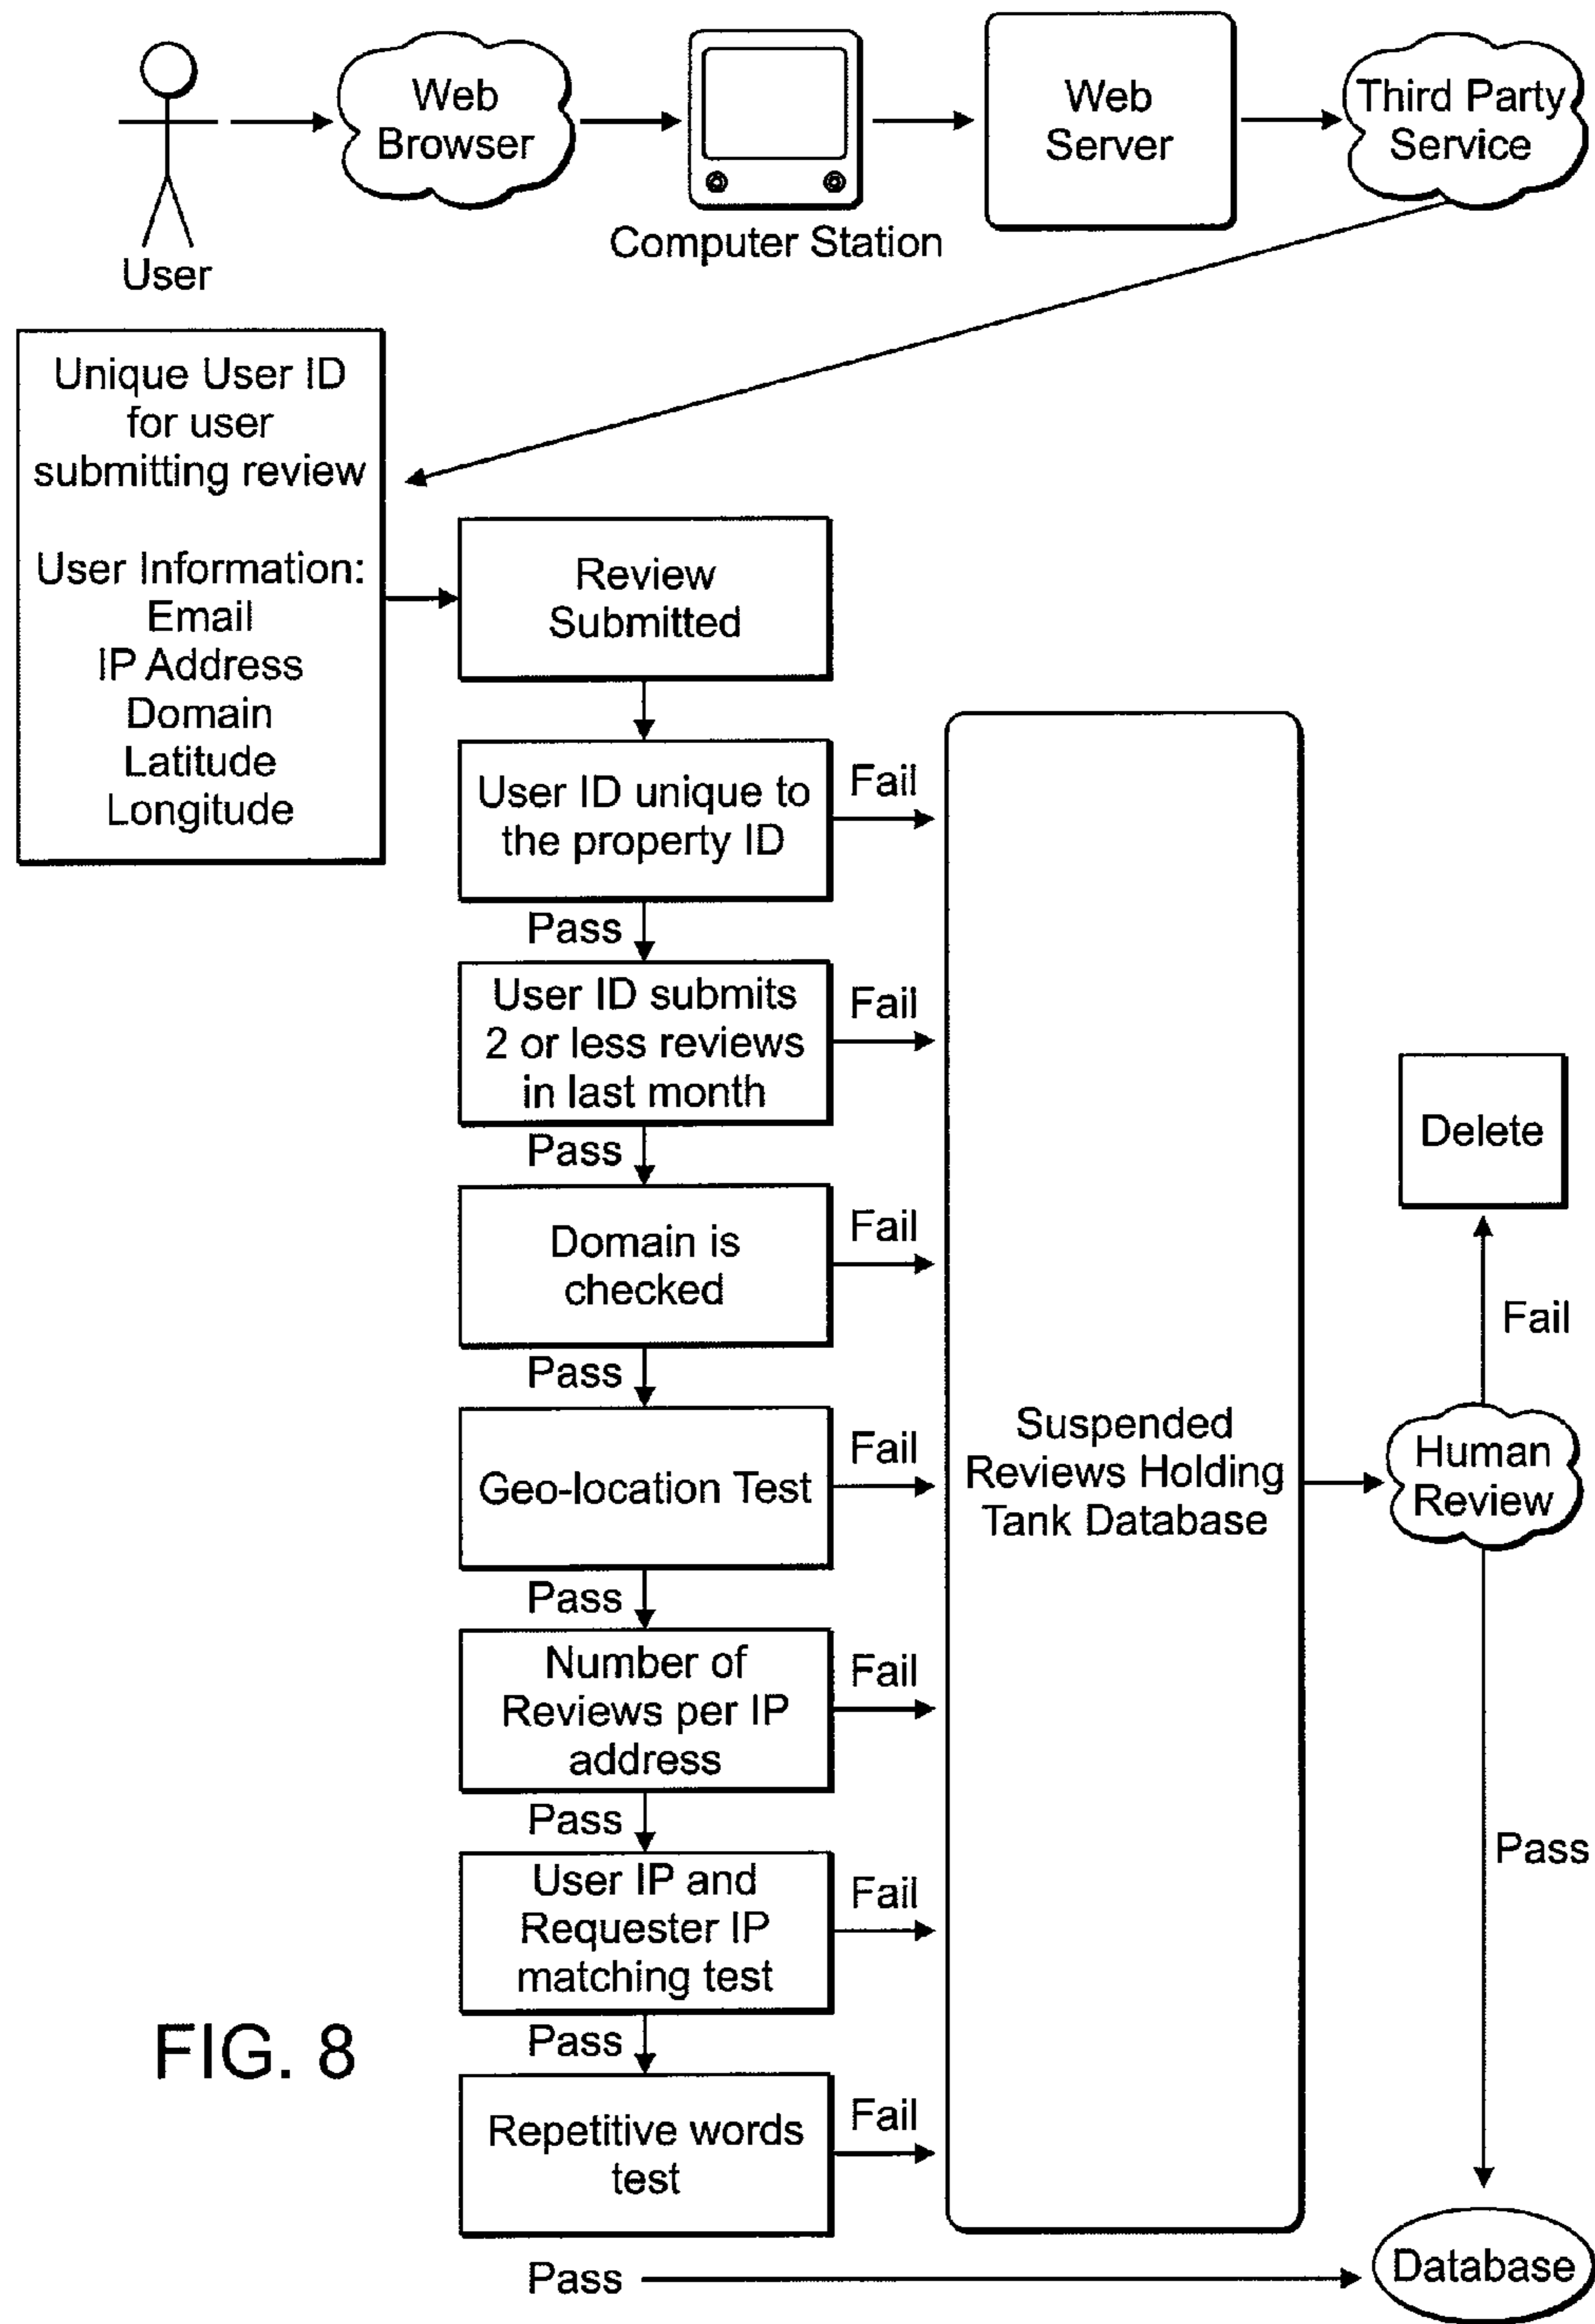 Web
Browser
Web
Server
Third Party
Service
Computer Station
User
Unique User ID
for user
submitting review
User Information:
Email
IP Address
Domain
Latitude
Longitude
Review
Submitted
User ID unique to
the property ID
Fail
Pass
User ID submits
2 or less reviews
in last month
Fail
Pass
Domain is
checked
Fail
Pass
Geo-location Test
Fail
Pass
Number of
Reviews per IP
address
Fail
Pass
User IP and
Requester IP
matching test
Fail
Pass
Repetitive words
test
Fail
Pass
Suspended
Reviews Holding
Tank Database
Delete
Fail
Human
Review
Pass
Database
FIG. 8